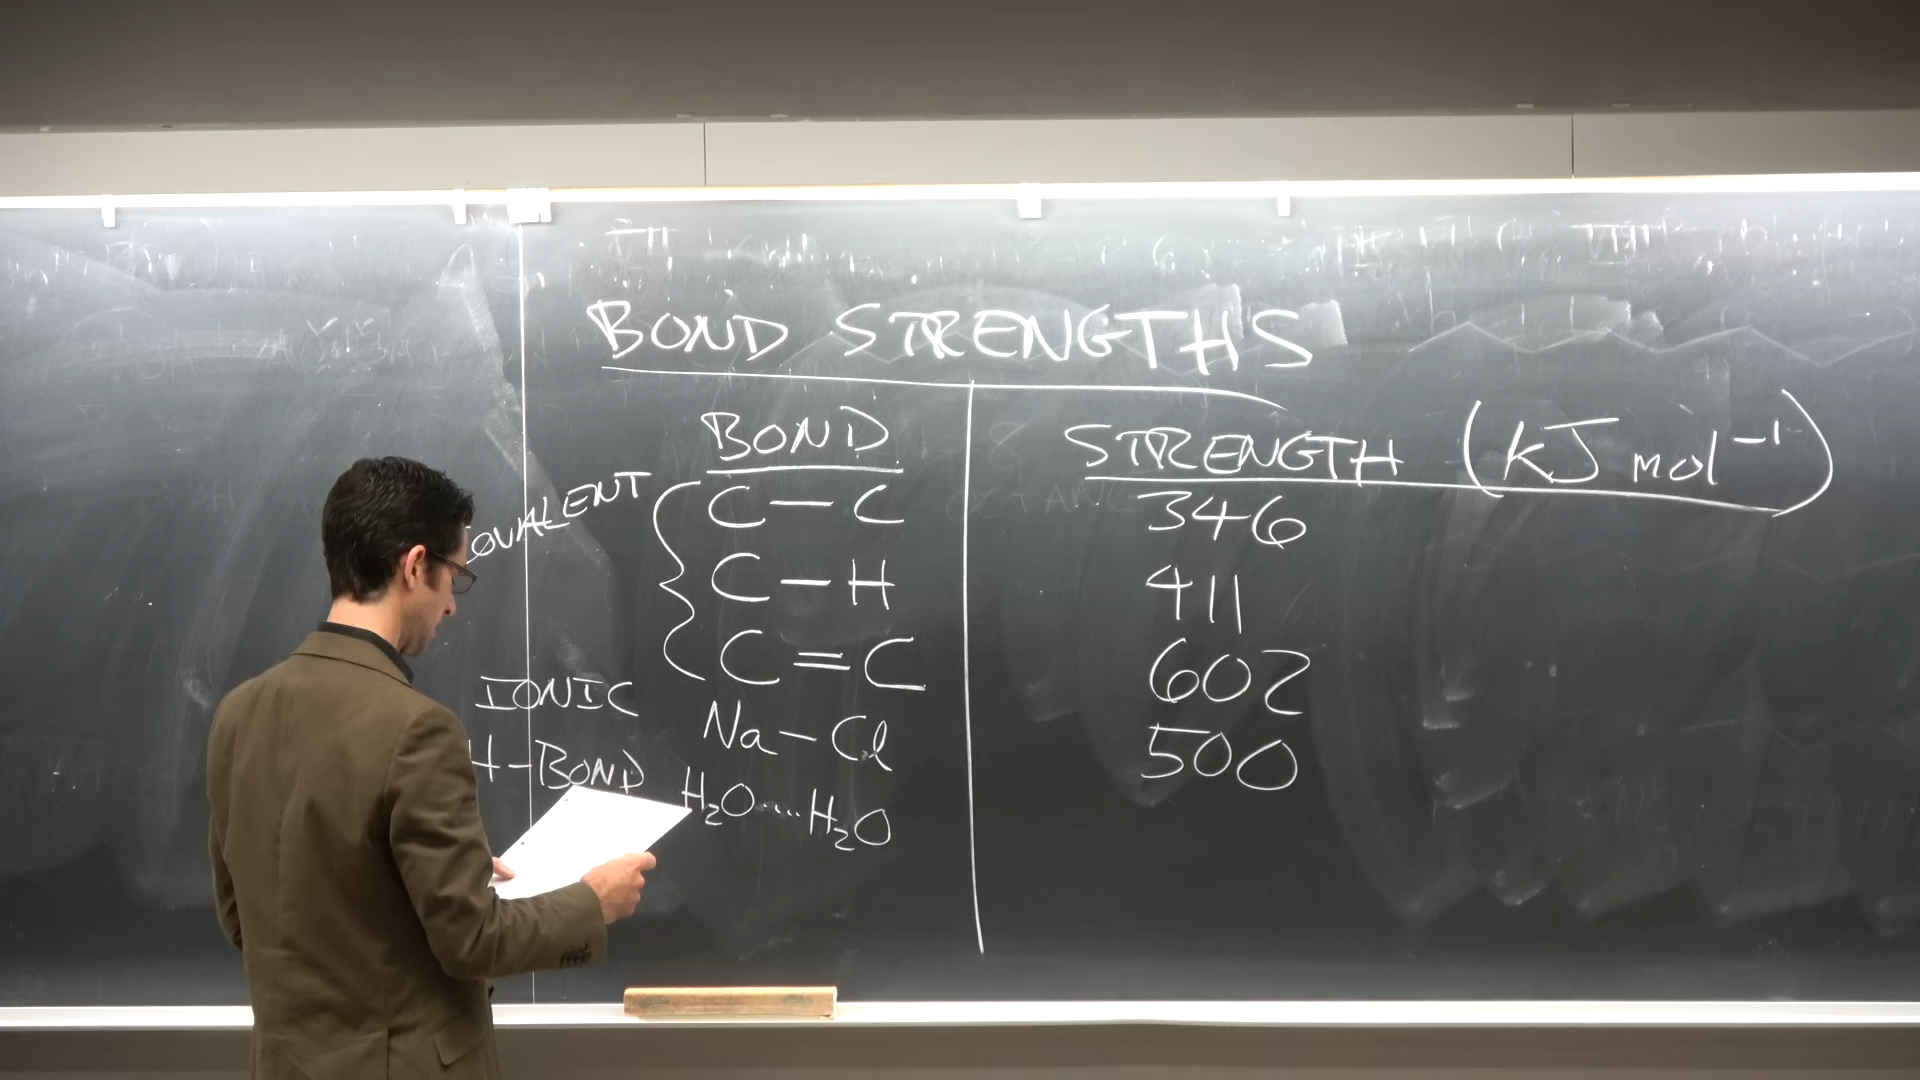 BOND STRENGTHS
BOND STRENGTH (kJ mol⁻¹)
OVALENT { C – C 346
C – H 411
C = C 602
IONIC Na – Cl 500
H-BOND H₂O....H₂O